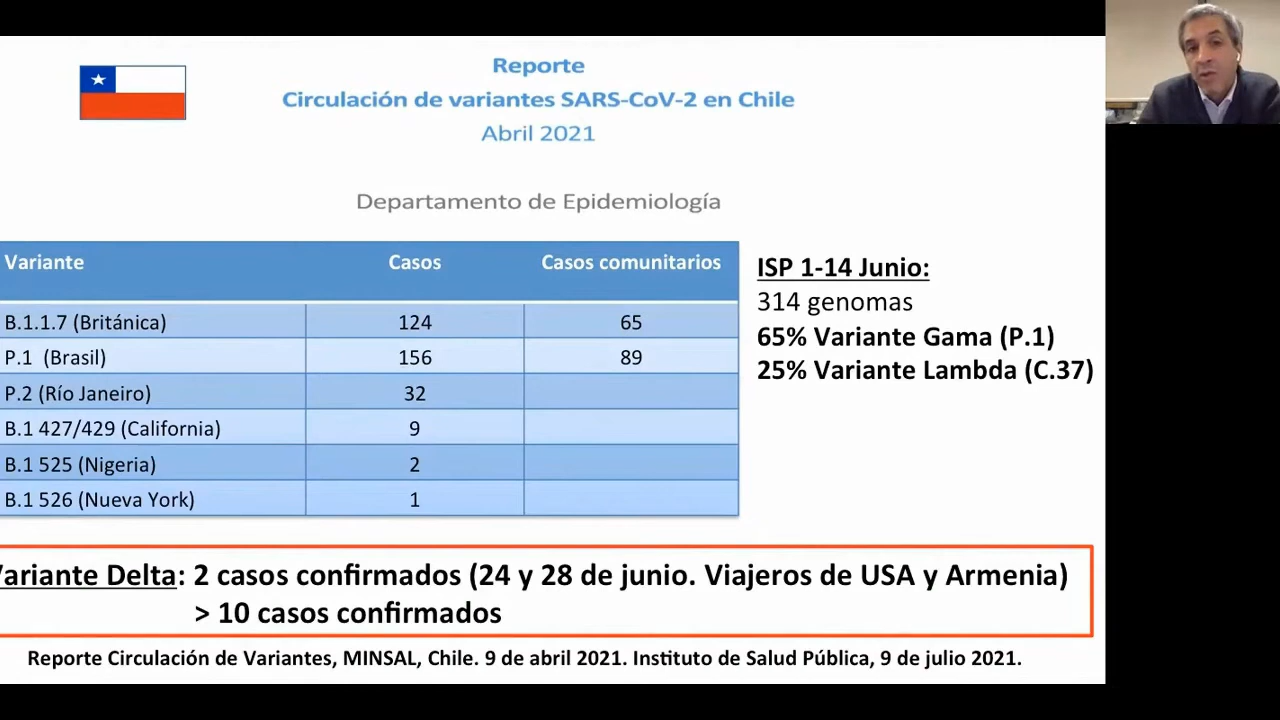 Reporte
Circulación de variantes SARS-CoV-2 en Chile
Abril 2021
Departamento de Epidemiología
Variante Casos Casos comunitarios
B.1.1.7 (Británica) 124 65
P.1 (Brasil) 156 89
P.2 (Río Janeiro) 32
B.1 427/429 (California) 9
B.1 525 (Nigeria) 2
B.1 526 (Nueva York) 1
ISP 1-14 Junio:
314 genomas
65% Variante Gama (P.1)
25% Variante Lambda (C.37)
Variante Delta: 2 casos confirmados (24 y 28 de junio. Viajeros de USA y Armenia)
> 10 casos confirmados
Reporte Circulación de Variantes, MINSAL, Chile. 9 de abril 2021. Instituto de Salud Pública, 9 de julio 2021.